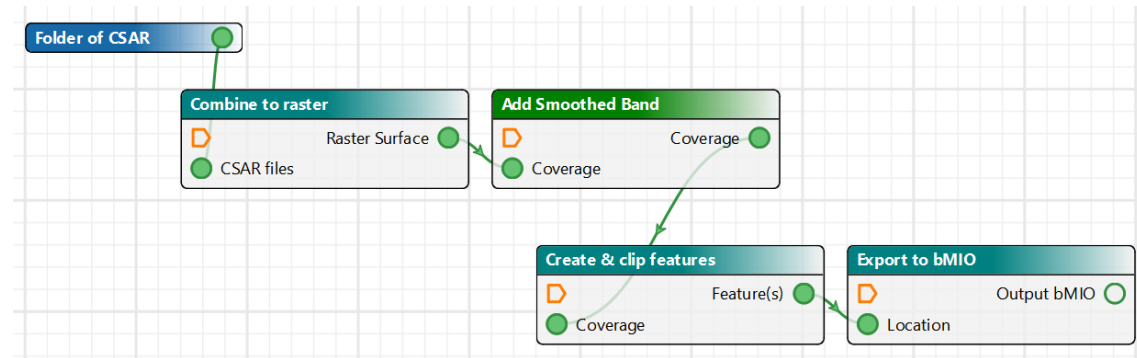 Folder of CSAR
Combine to raster
Raster Surface
CSAR files
Add Smoothed Band
Coverage
Coverage
Create & clip features
Feature(s)
Coverage
Export to bMIO
Output bMIO
Location